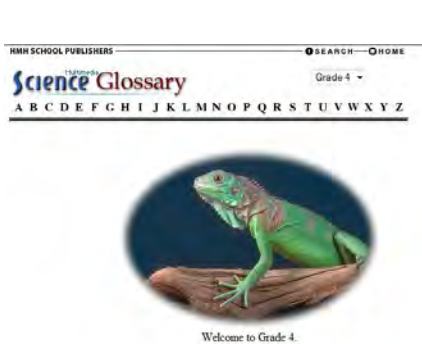 HMH SCHOOL PUBLISHERS SEARCH HOME
Multimedia
Science Glossary Grade 4
A B C D E F G H I J K L M N O P Q R S T U V W X Y Z
Welcome to Grade 4.